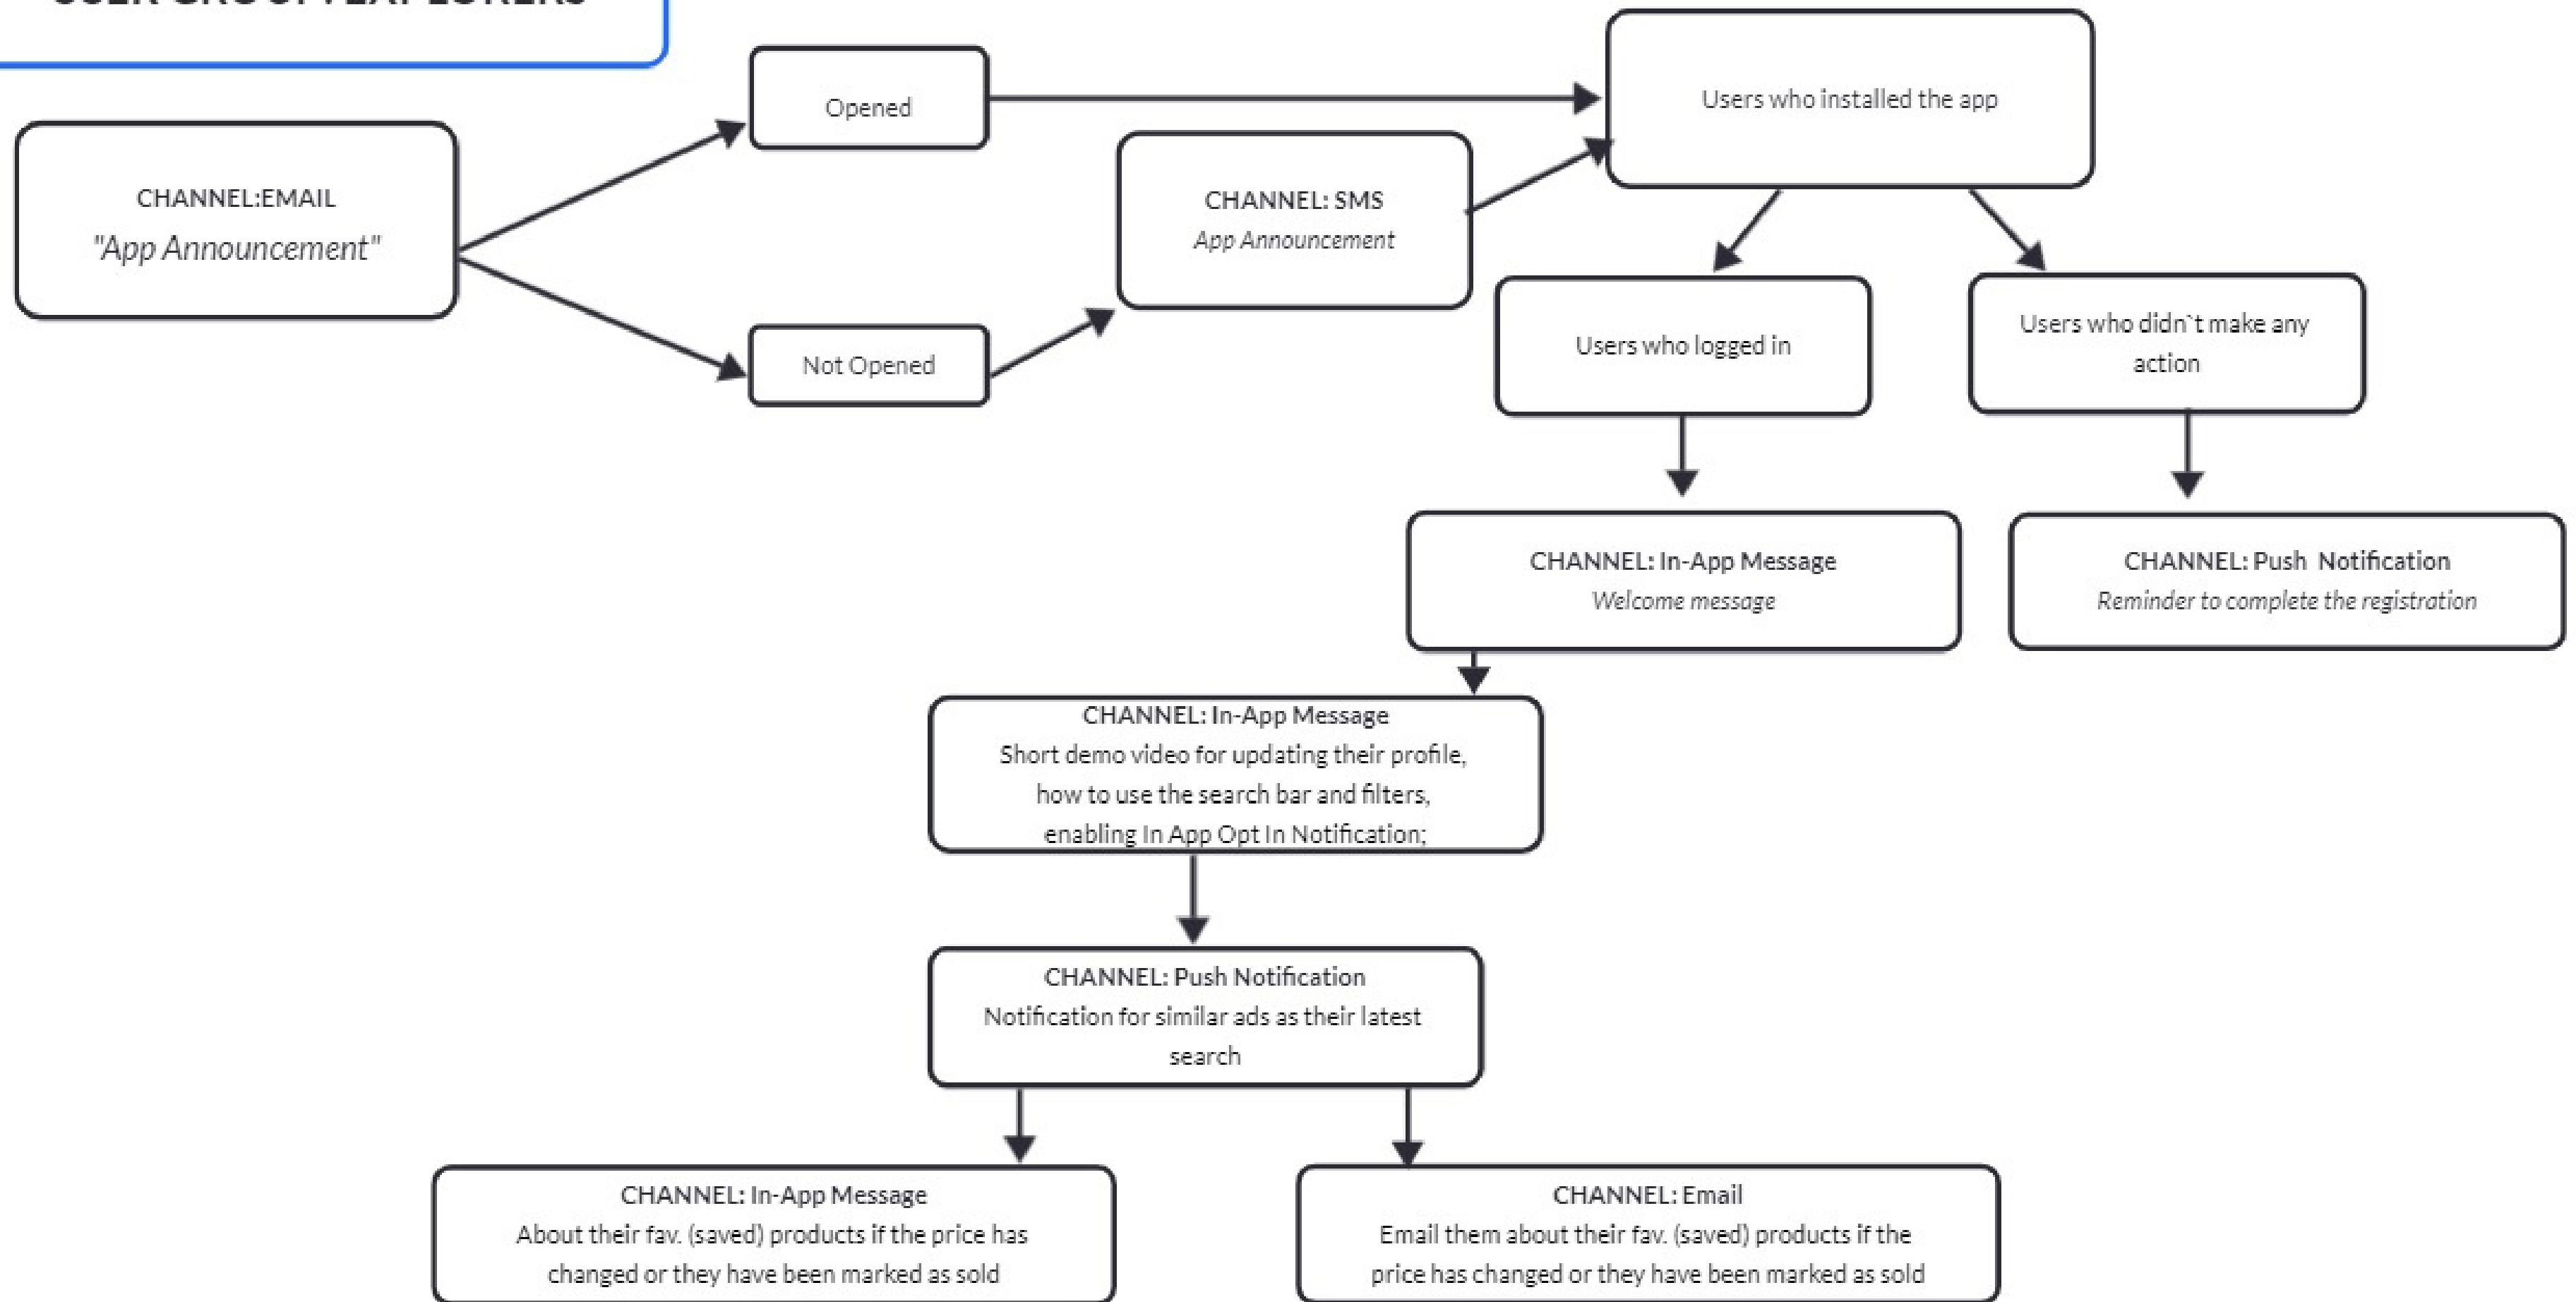 USER GROUP: EXPLORERS
Opened
Users who installed the app
CHANNEL:EMAIL
"App Announcement"
CHANNEL: SMS
App Announcement
Not Opened
Users who logged in
Users who didn`t make any
action
CHANNEL: In-App Message
Welcome message
CHANNEL: Push  Notification
Reminder to complete the registration
CHANNEL: In-App Message
Short demo video for updating their profile,
how to use the search bar and filters,
enabling In App Opt In Notification;
CHANNEL: Push Notification
Notification for similar ads as their latest
search
CHANNEL: In-App Message
About their fav. (saved) products if the price has
changed or they have been marked as sold
CHANNEL: Email
Email them about their fav. (saved) products if the
price has changed or they have been marked as sold